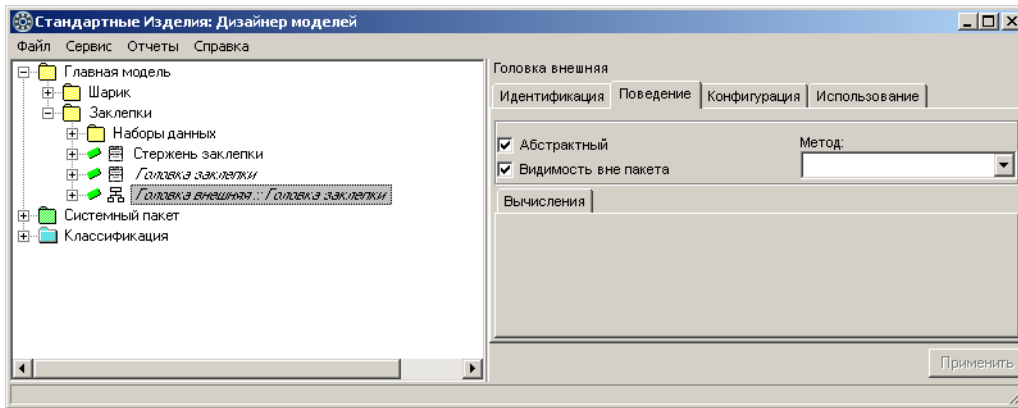 Стандартные Изделия: Дизайнер моделей
Файл Сервис Отчеты Справка
Главная модель
Шарик
Заклепки
Наборы данных
Стержень заклепки
Головка заклепки
Головка внешняя :: Головка заклепки
Системный пакет
Классификация
Головка внешняя
Идентификация Поведение Конфигурация Использование
Абстрактный
Метод:
Видимость вне пакета
Вычисления
Применить